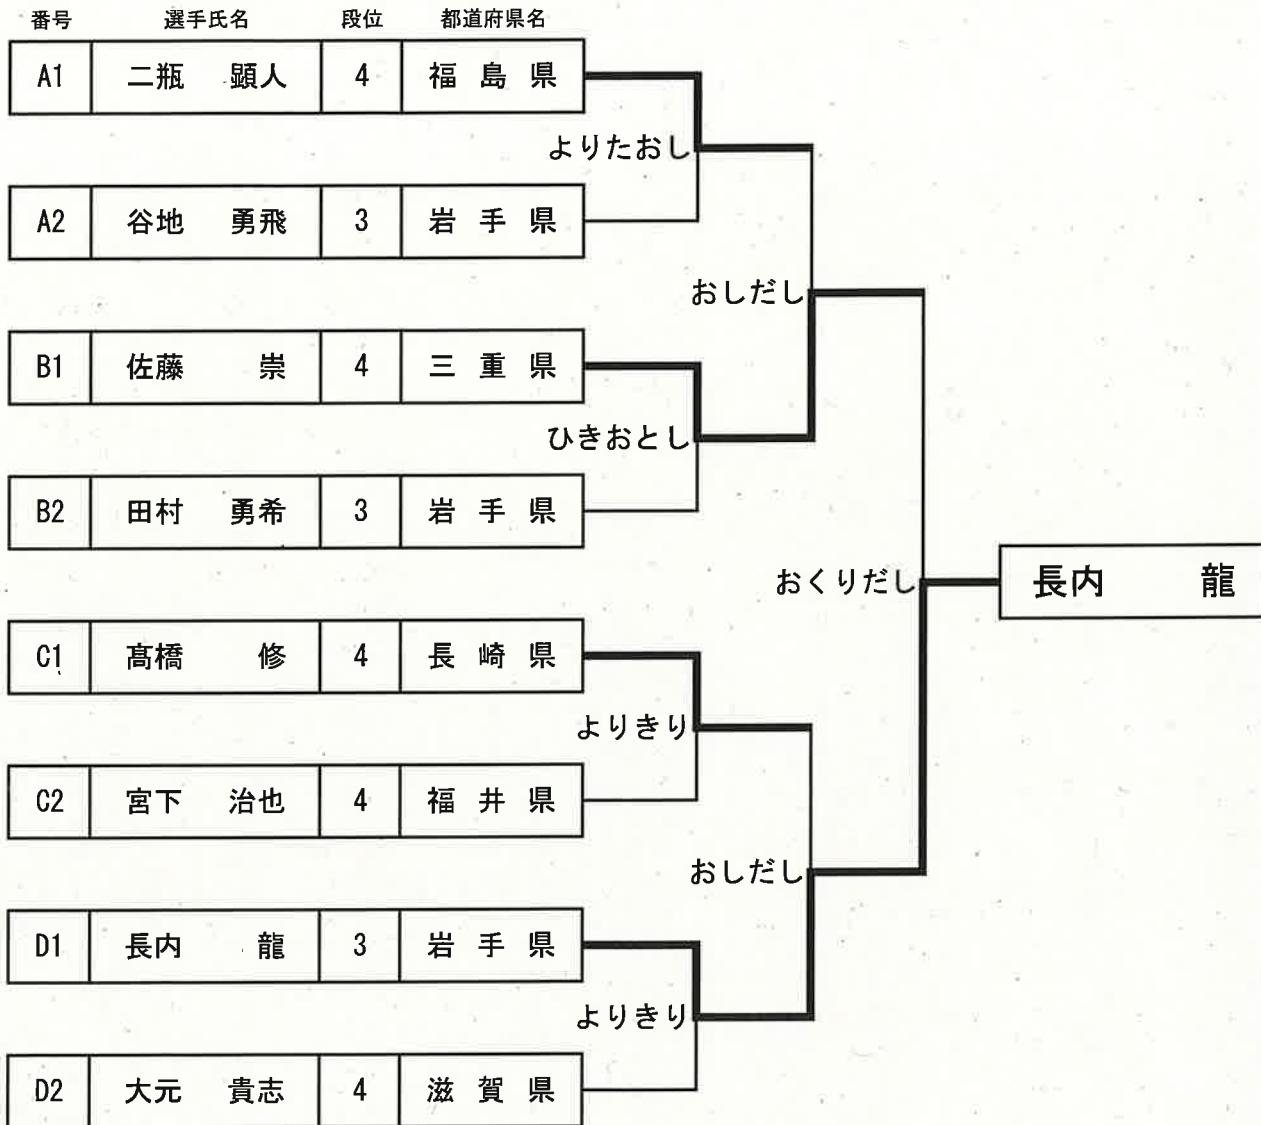 番号 選手氏名 段位 都道府県名
A1 二瓶 顕人 4 福島県
よりたおし
A2 谷地 勇飛 3 岩手県
おしだし
B1 佐藤 崇 4 三重県
ひきおとし
B2 田村 勇希 3 岩手県
おくりだし 長内 龍
C1 髙橋 修 4 長崎県
よりきり
C2 宮下 治也 4 福井県
おしだし
D1 長内 龍 3 岩手県
よりきり
D2 大元 貴志 4 滋賀県